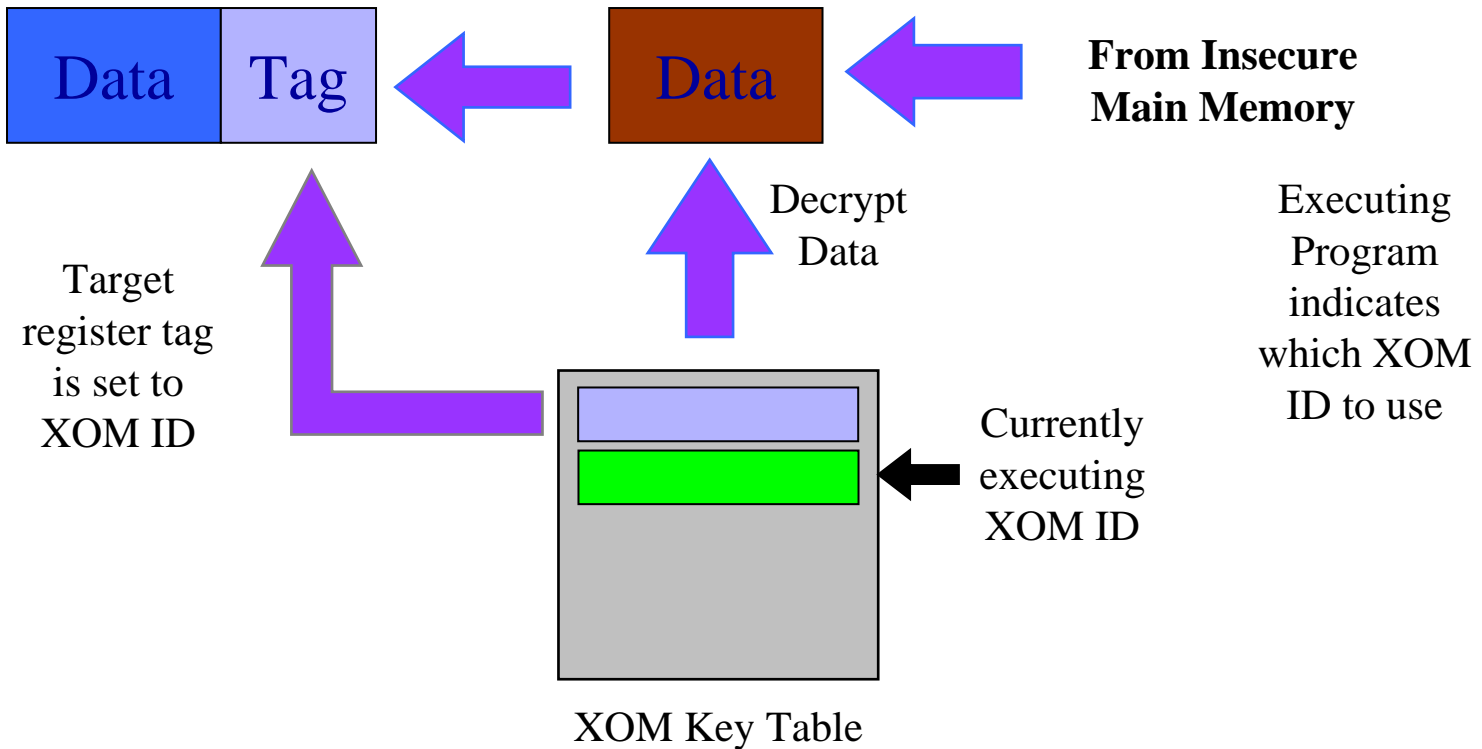 Data
Tag
Data
From Insecure
Main Memory
Decrypt
Data
Executing
Program
indicates
which XOM
ID to use
Target
register tag
is set to
XOM ID
Currently
executing
XOM ID
XOM Key Table